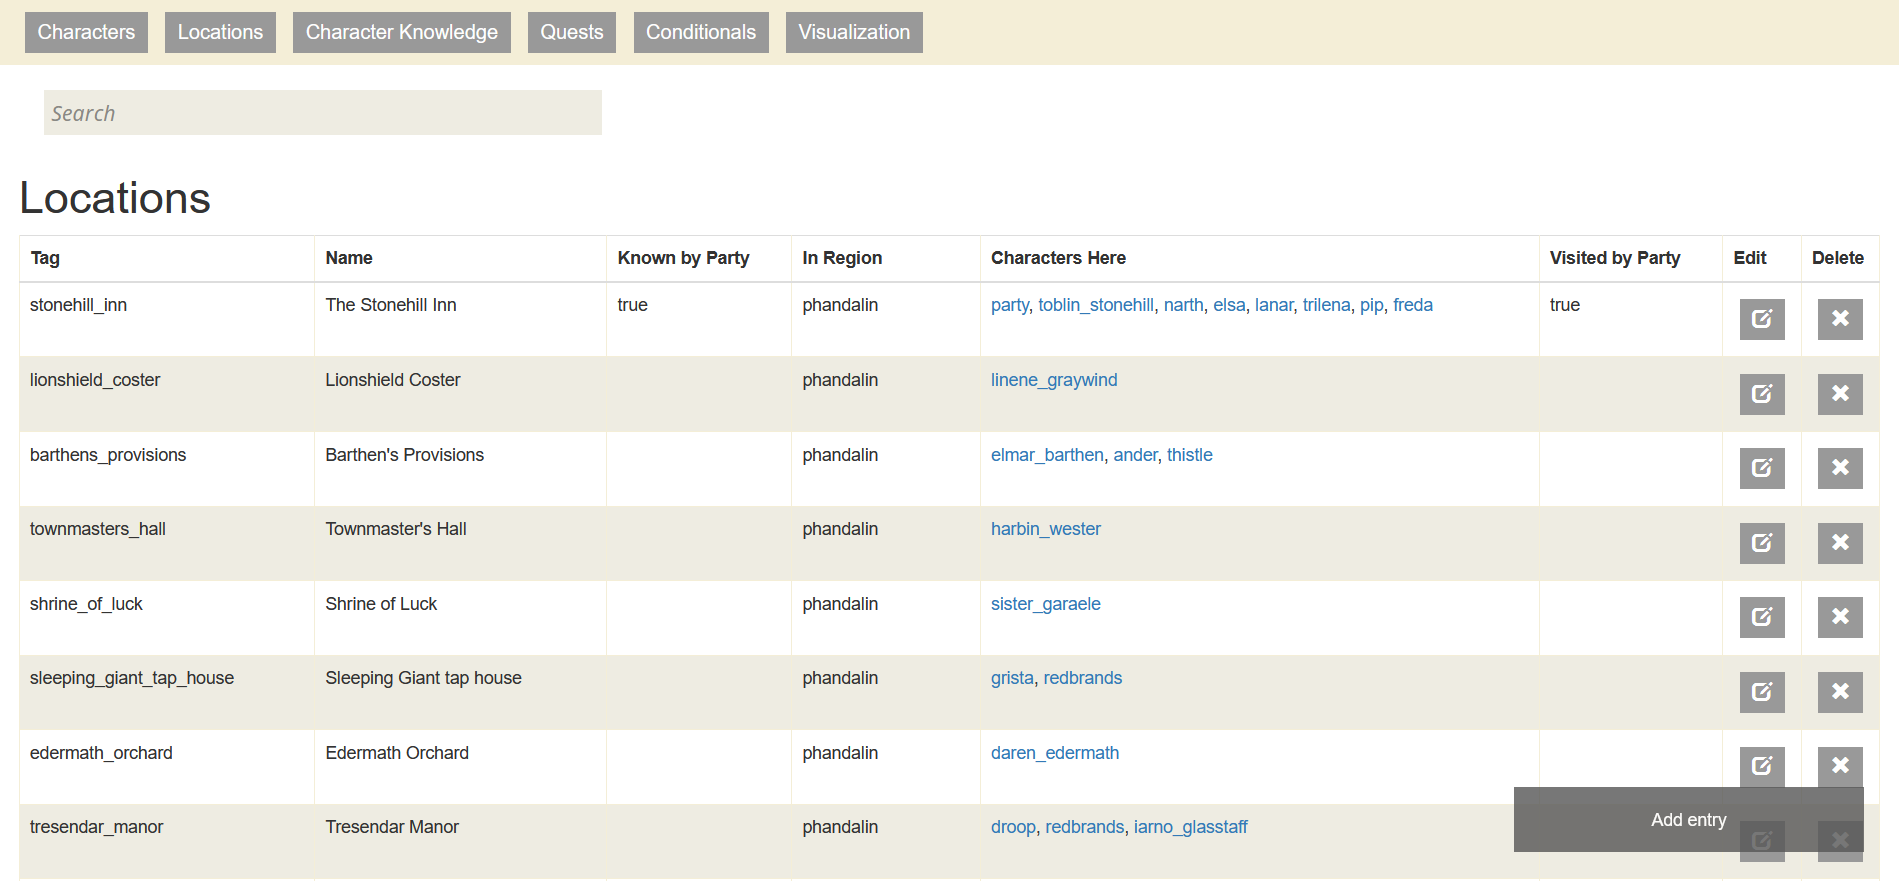 Characters Locations Character Knowledge Quests Conditionals Visualization
Search
Locations
Tag Name Known by Party In Region Characters Here Visited by Party Edit Delete
stonehill_inn The Stonehill Inn true phandalin party, toblin_stonehill, narth, elsa, lanar, trilena, pip, freda true
lionshield_coster Lionshield Coster phandalin linene_graywind
barthens_provisions Barthen's Provisions phandalin elmar_barthen, ander, thistle
townmasters_hall Townmaster's Hall phandalin harbin_wester
shrine_of_luck Shrine of Luck phandalin sister_garaele
sleeping_giant_tap_house Sleeping Giant tap house phandalin grista, redbrands
edermath_orchard Edermath Orchard phandalin daren_edermath
tresendar_manor Tresendar Manor phandalin droop, redbrands, iarno_glasstaff
Add entry